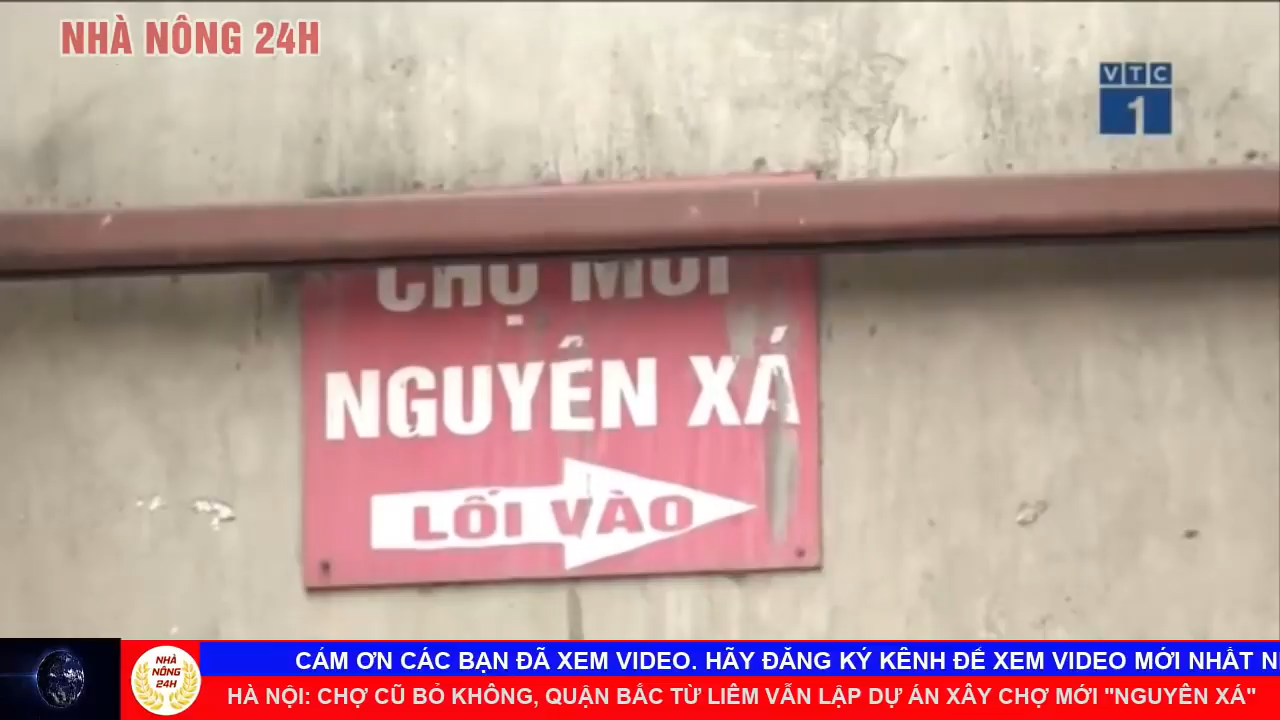 NHÀ NÔNG 24H
VTC
1
CHỢ MỚI
NGUYÊN XÁ
LỐI VÀO
NHÀ
NÔNG
24H
CÁM ƠN CÁC BẠN ĐÃ XEM VIDEO. HÃY ĐĂNG KÝ KÊNH ĐỂ XEM VIDEO MỚI NHẤT
HÀ NỘI: CHỢ CŨ BỎ KHÔNG, QUẬN BẮC TỪ LIÊM VẪN LẬP DỰ ÁN XÂY CHỢ MỚI "NGUYÊN XÁ"